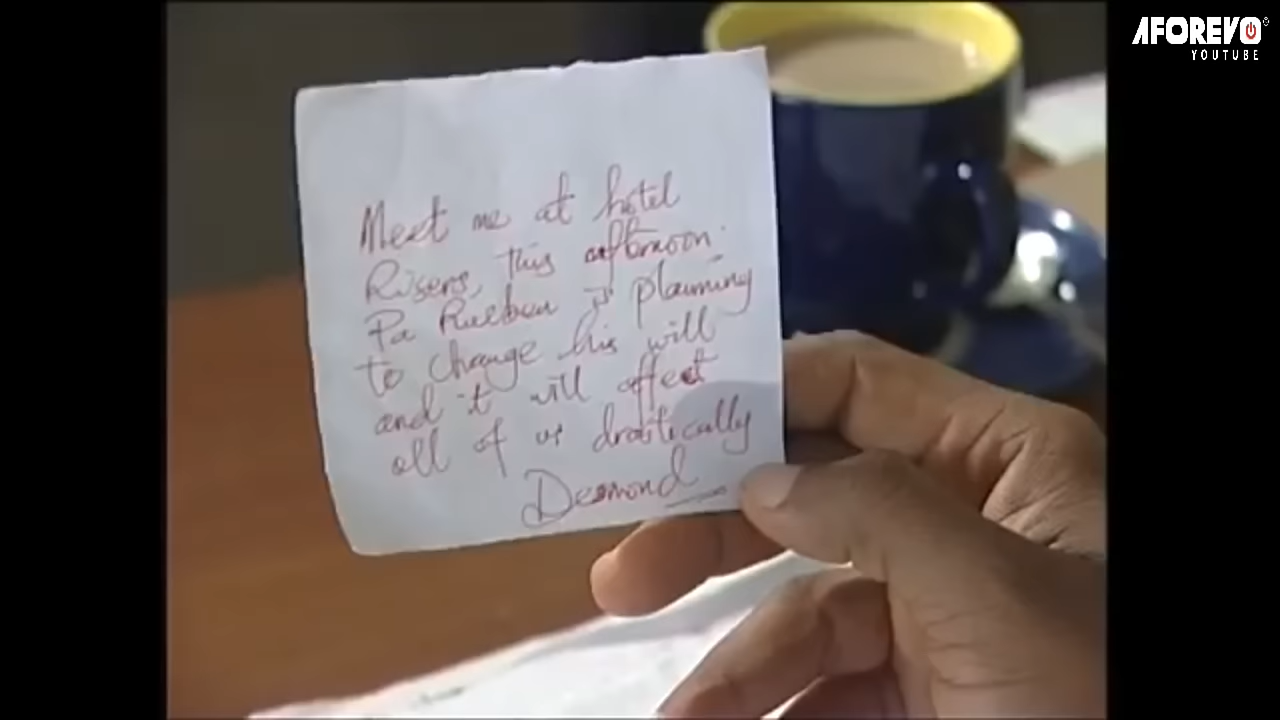 Meet me at hotel
Risers, this afternoon.
Pa Rueben is planning
to change his will
and it will affect
all of us drastically
Desmond
AFOREVO
YOUTUBE